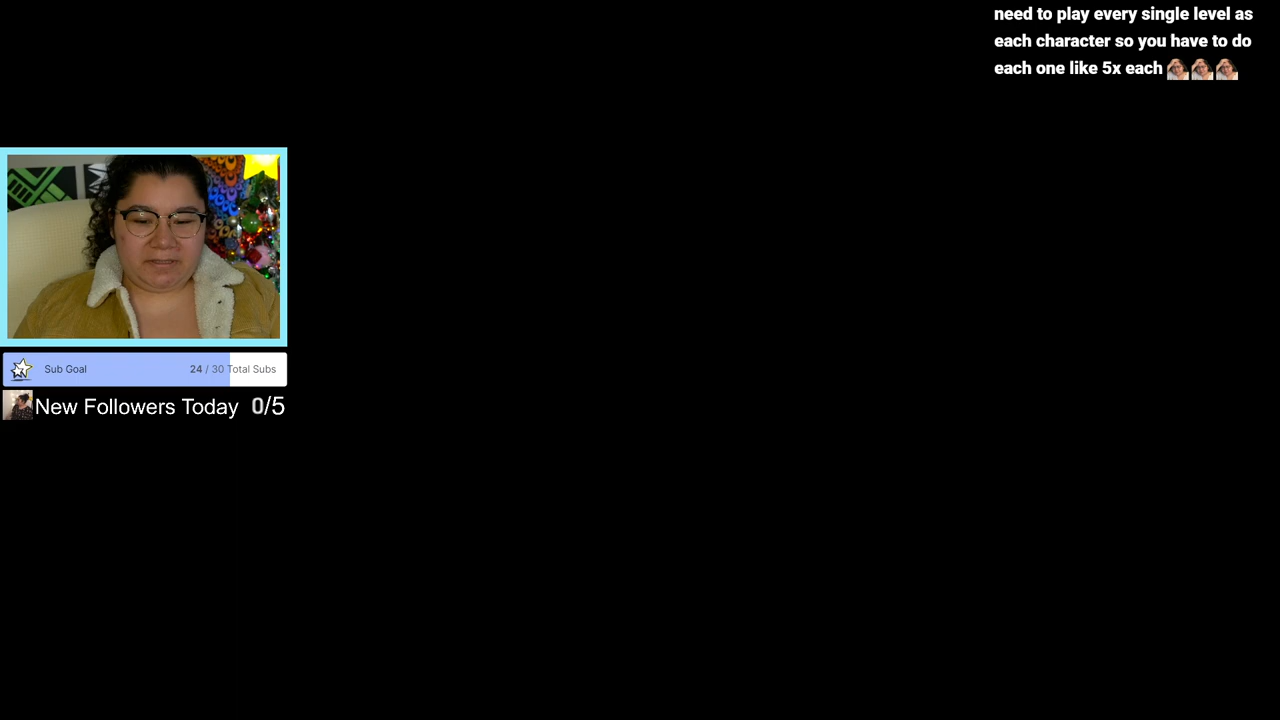 need to play every single level as
each character so you have to do
each one like 5x each
Sub Goal 24 / 30 Total Subs
New Followers Today 0/5